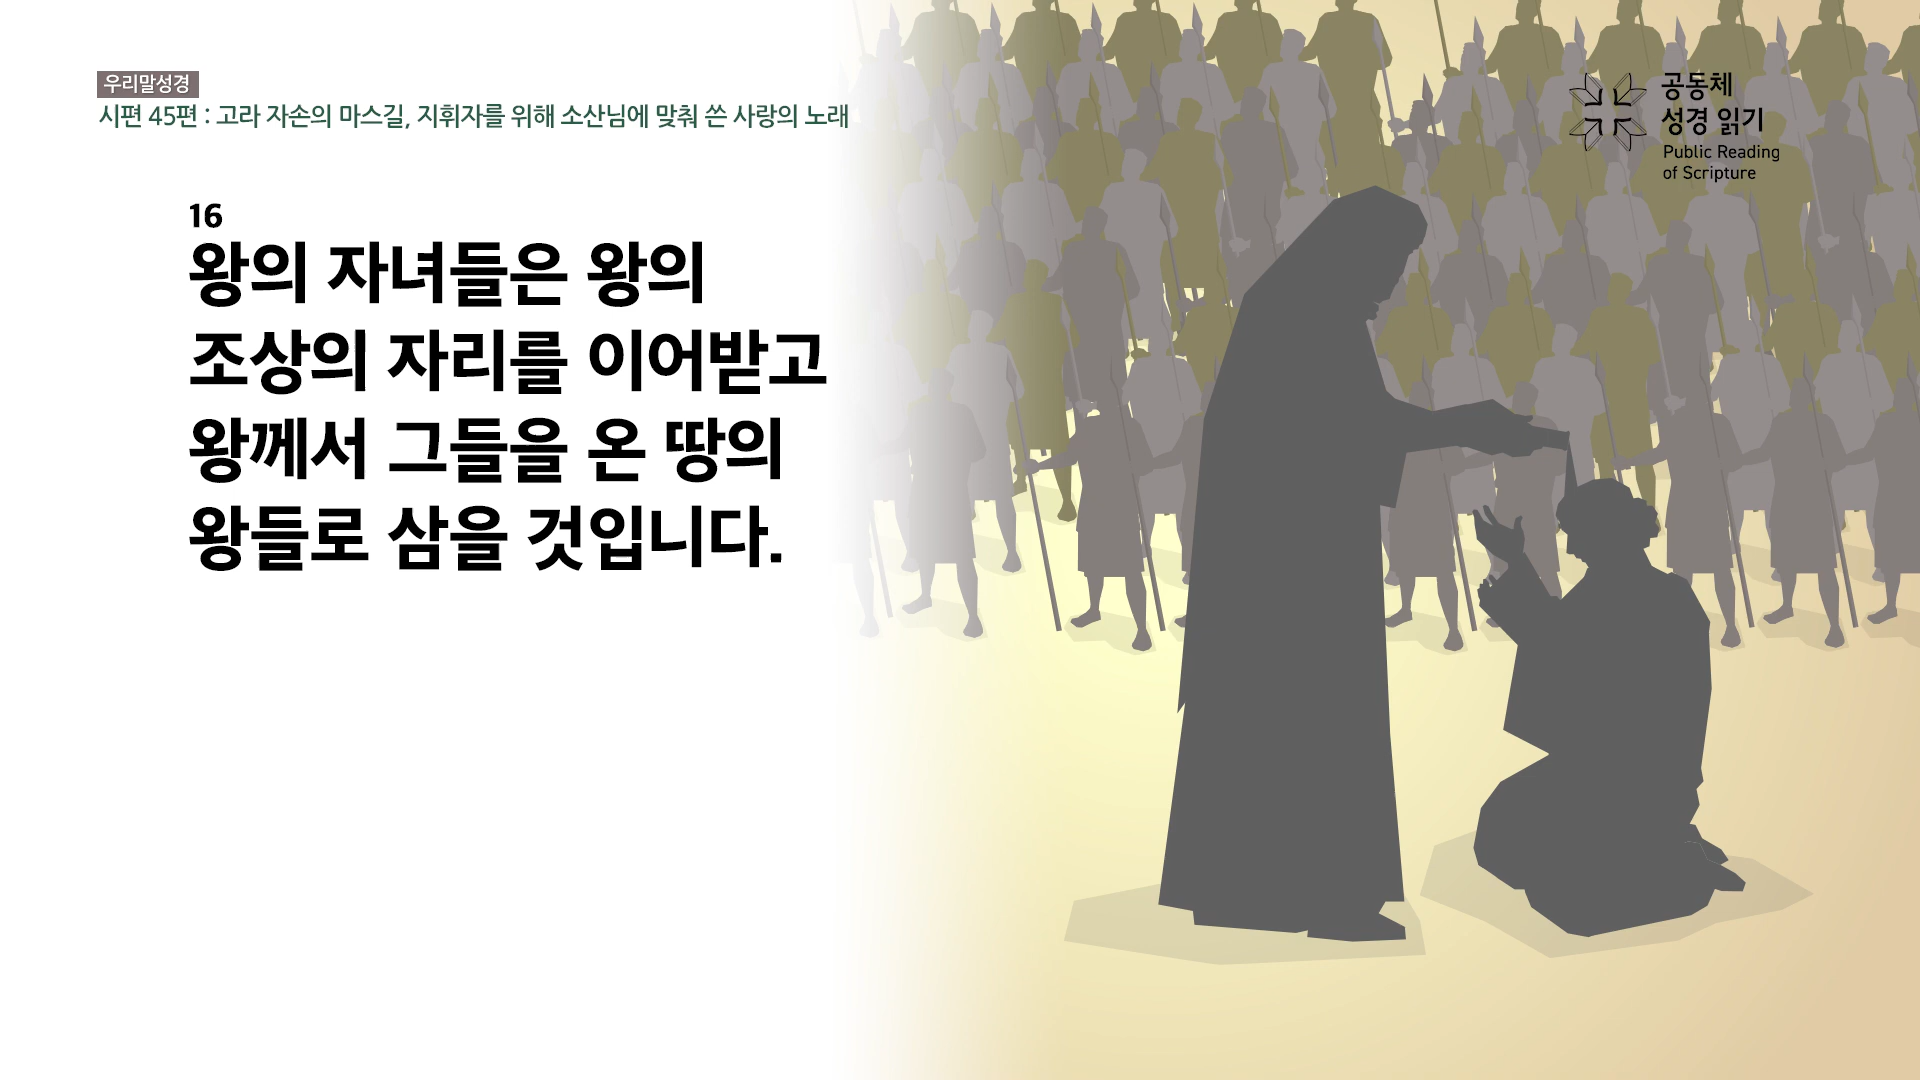 우리말성경
시편 45편 : 고라 자손의 마스길, 지휘자를 위해 소산님에 맞춰 쓴 사랑의 노래
공동체
성경 읽기
Public Reading
of Scripture
16
왕의 자녀들은 왕의
조상의 자리를 이어받고
왕께서 그들을 온 땅의
왕들로 삼을 것입니다.